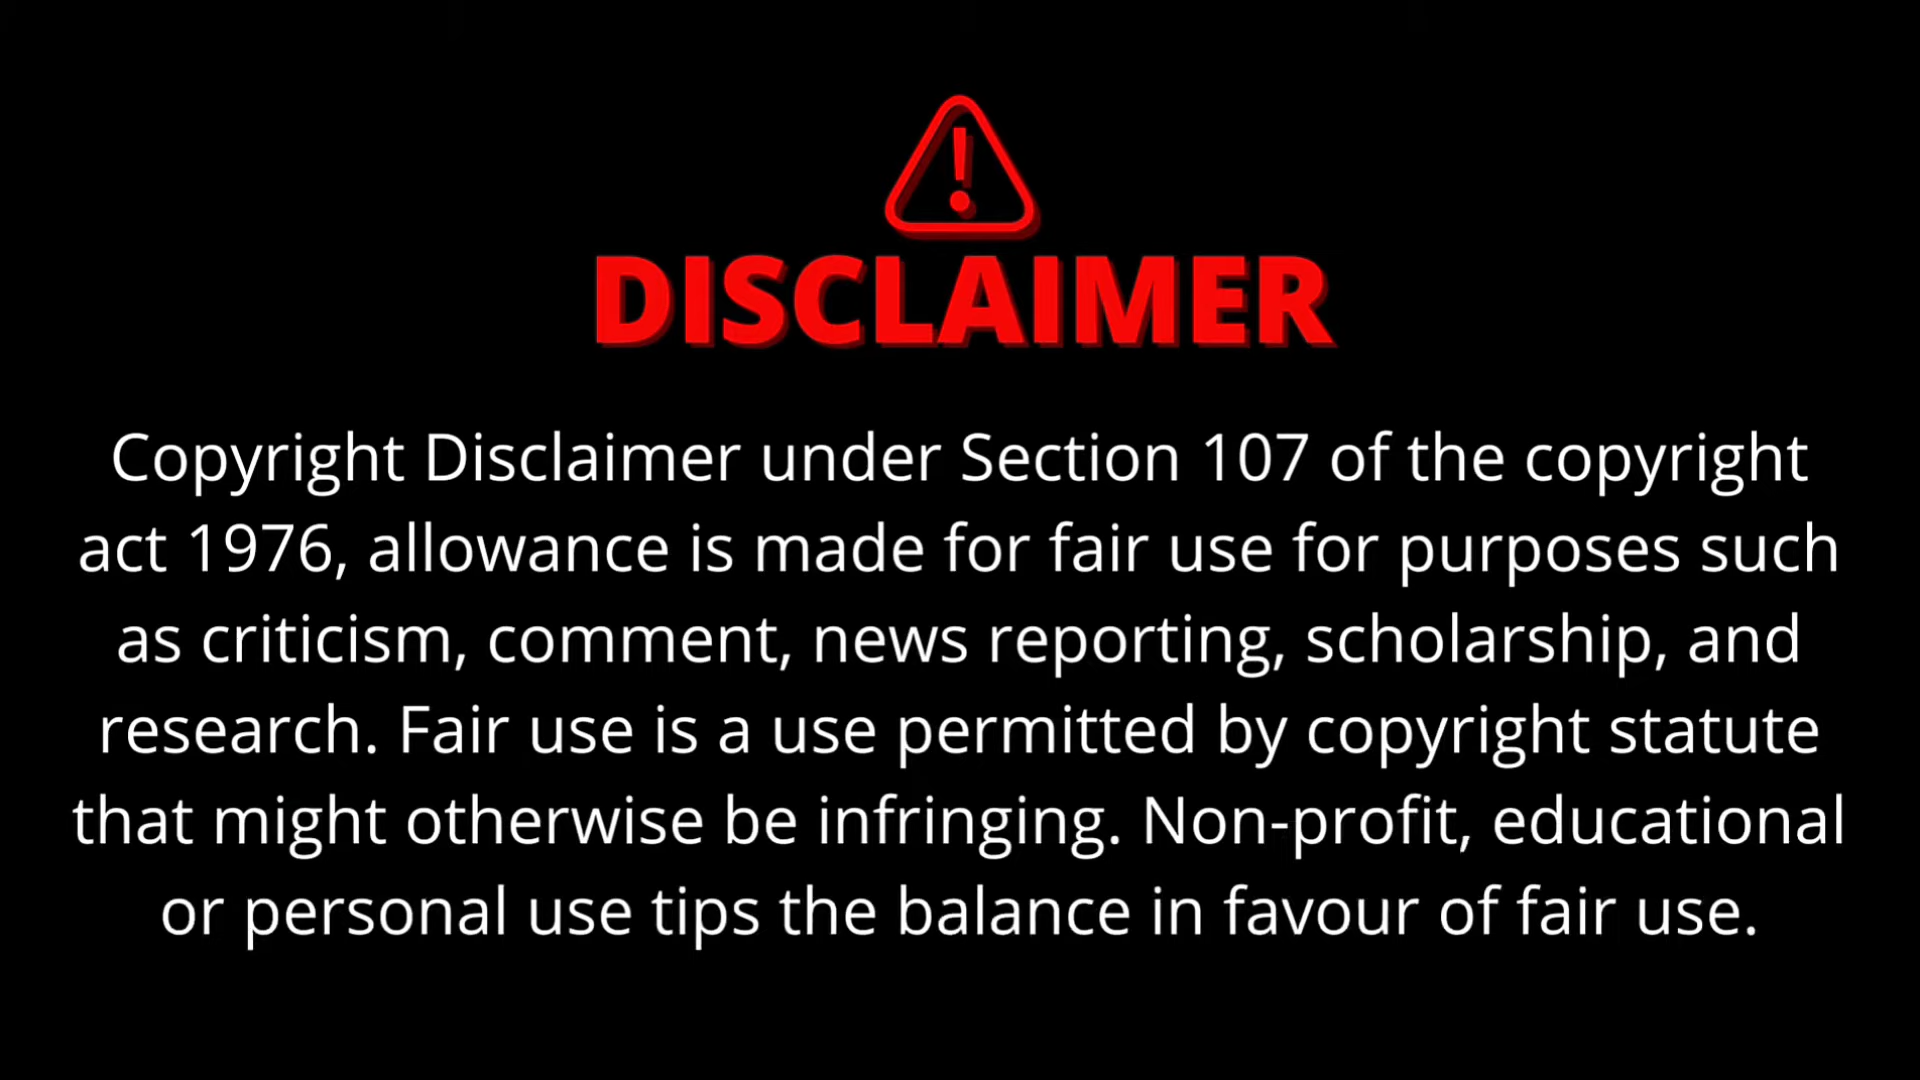 DISCLAIMER
Copyright Disclaimer under Section 107 of the copyright
act 1976, allowance is made for fair use for purposes such
as criticism, comment, news reporting, scholarship, and
research. Fair use is a use permitted by copyright statute
that might otherwise be infringing. Non-profit, educational
or personal use tips the balance in favour of fair use.